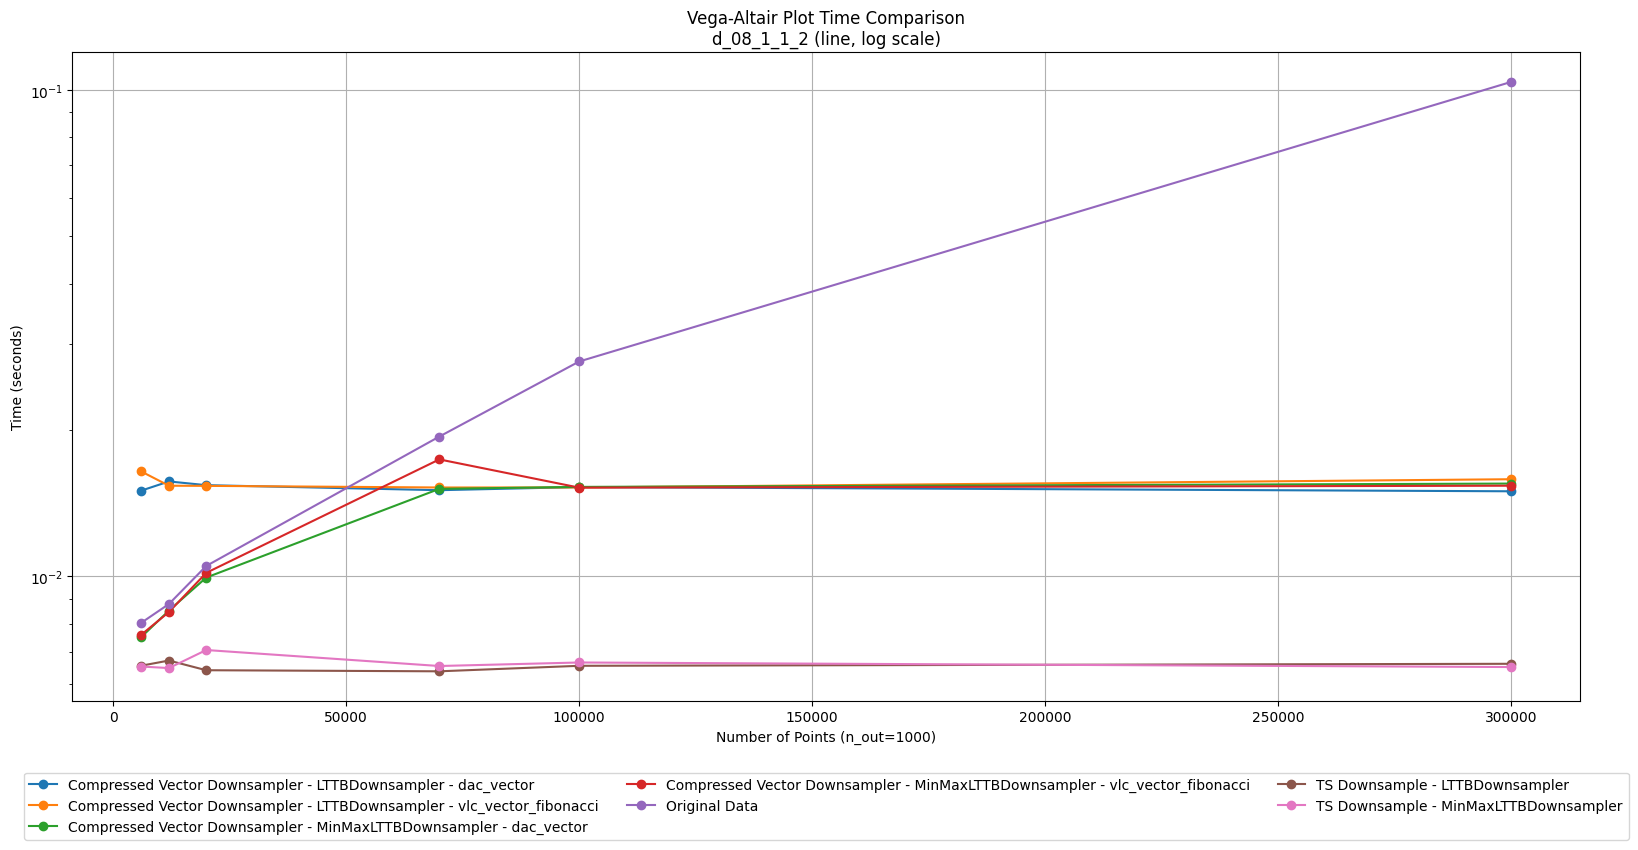 Vega-Altair Plot Time Comparison
d_08_1_1_2 (line, log scale)
Time (seconds)
10⁻¹
10⁻²
0 50000 100000 150000 200000 250000 300000
Number of Points (n_out=1000)
Compressed Vector Downsampler - LTTBDownsampler - dac_vector
Compressed Vector Downsampler - LTTBDownsampler - vlc_vector_fibonacci
Compressed Vector Downsampler - MinMaxLTTBDownsampler - dac_vector
Compressed Vector Downsampler - MinMaxLTTBDownsampler - vlc_vector_fibonacci
Original Data
TS Downsample - LTTBDownsampler
TS Downsample - MinMaxLTTBDownsampler